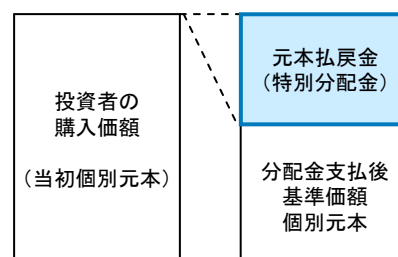 投資者の
購入価額
（当初個別元本）
元本払戻金
（特別分配金）
分配金支払後
基準価額
個別元本